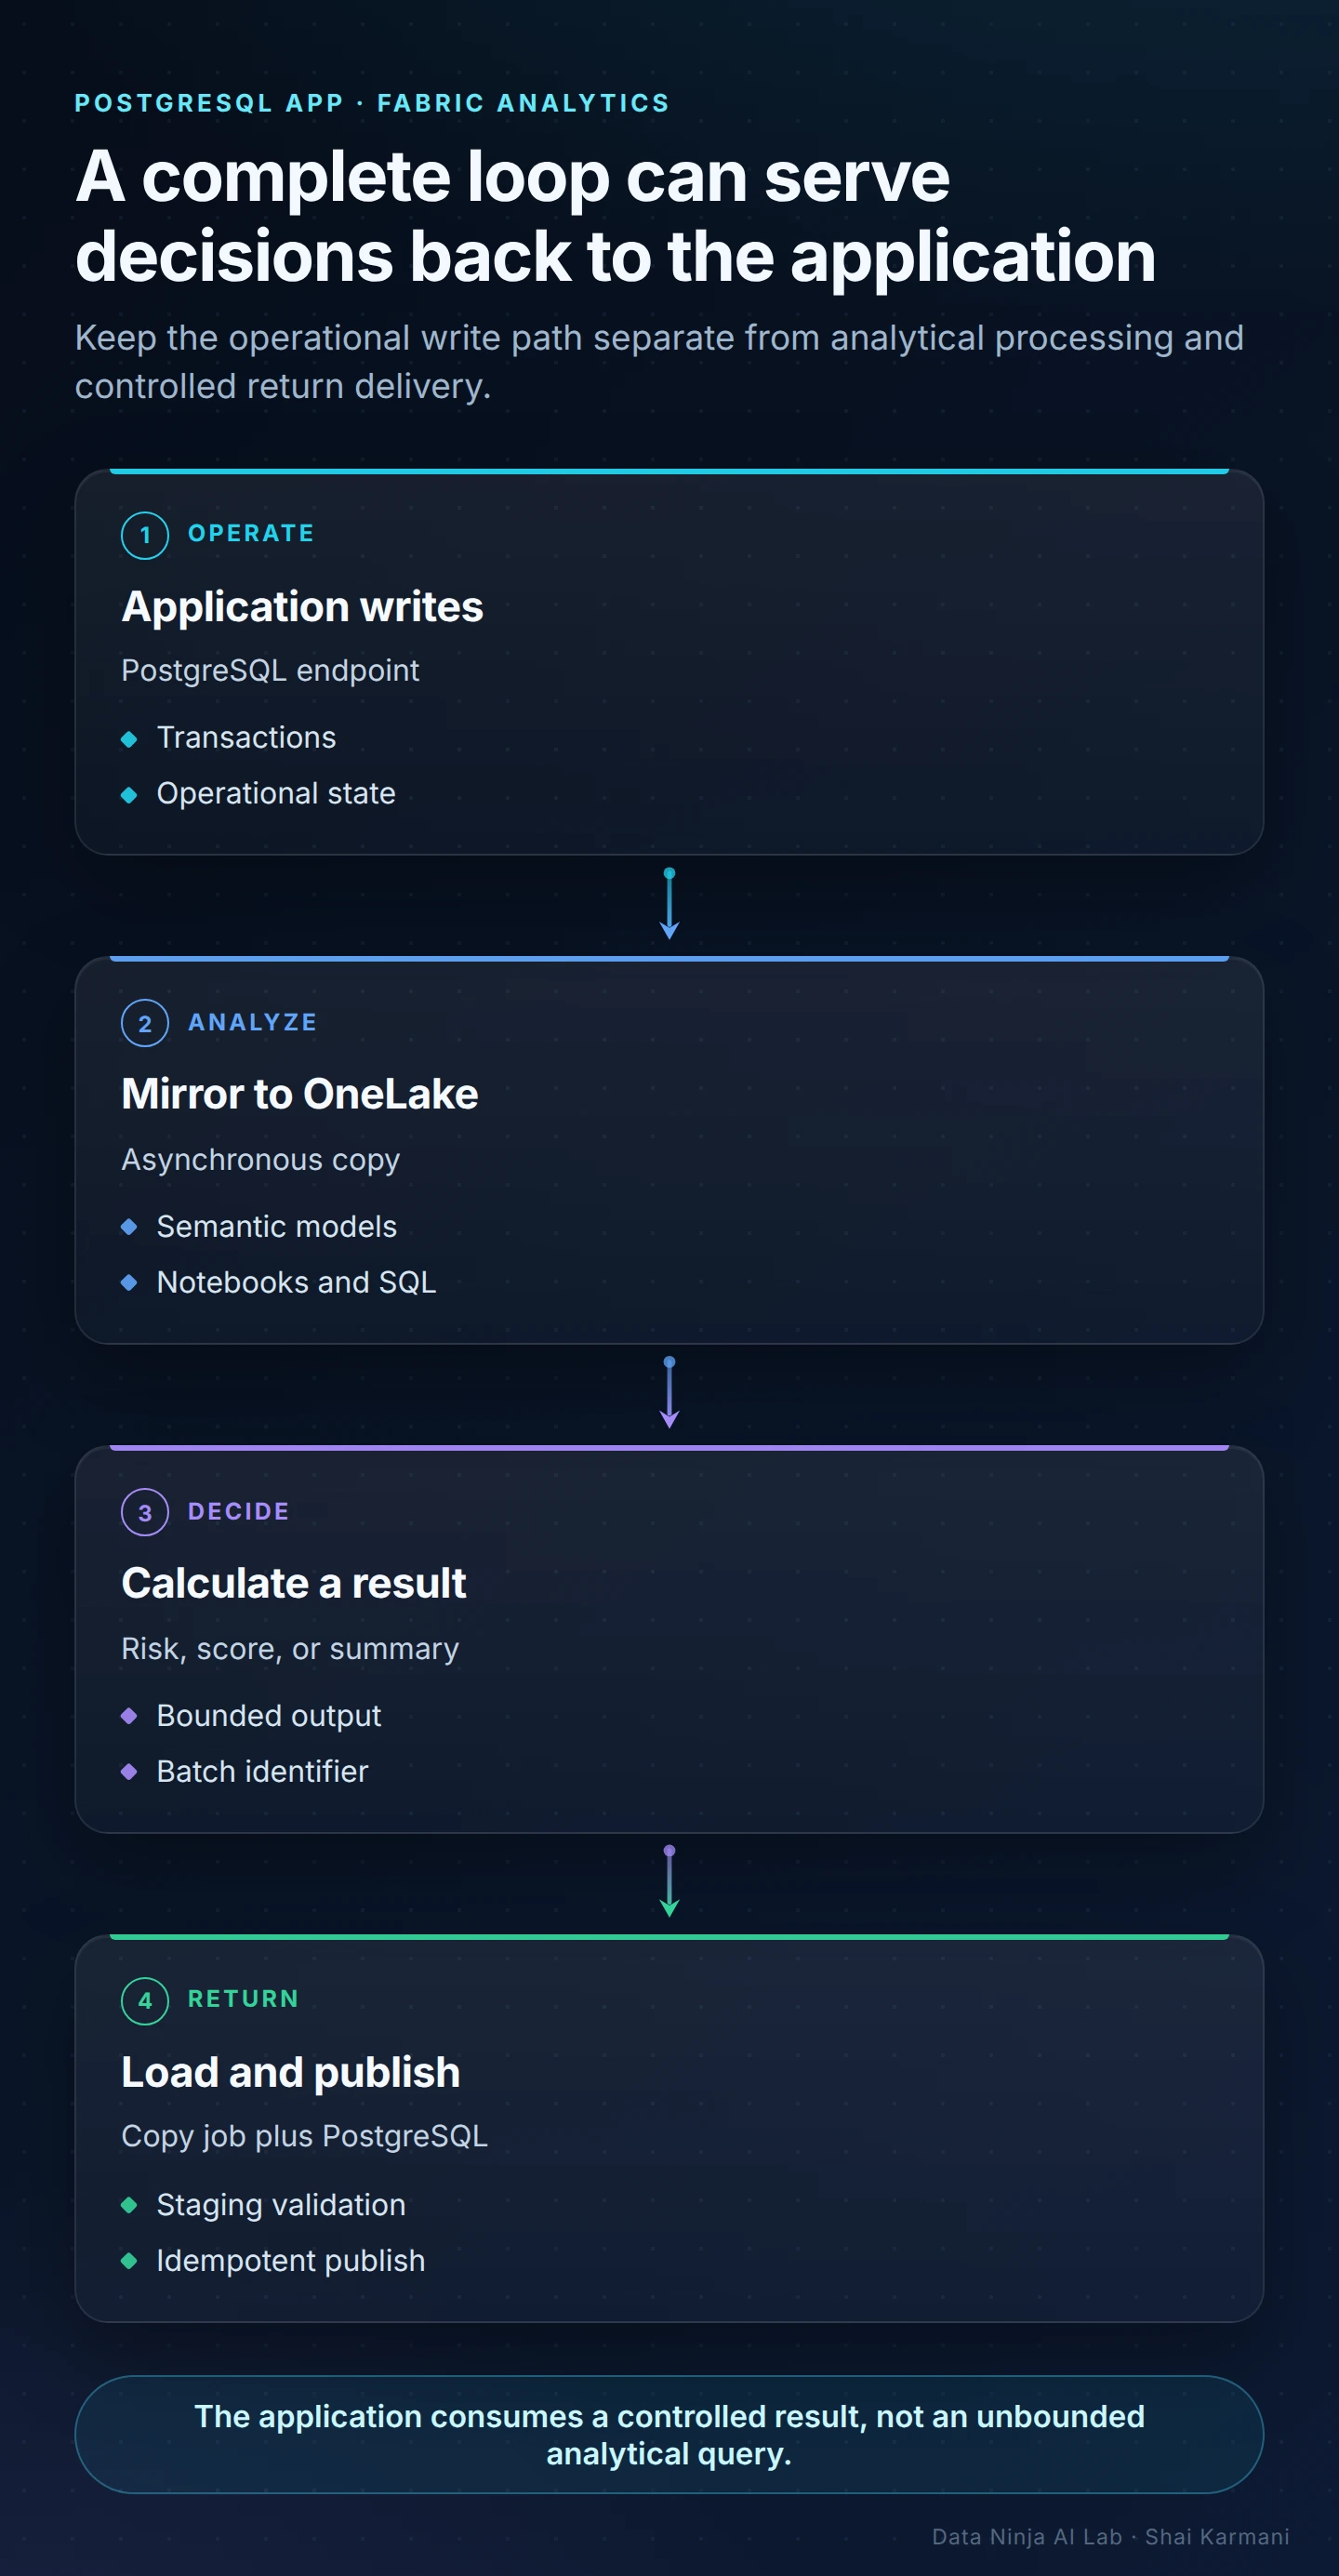 POSTGRESQL APP · FABRIC ANALYTICS
A complete loop can serve
decisions back to the application
Keep the operational write path separate from analytical processing and
controlled return delivery.
1 OPERATE
Application writes
PostgreSQL endpoint
Transactions
Operational state
2 ANALYZE
Mirror to OneLake
Asynchronous copy
Semantic models
Notebooks and SQL
3 DECIDE
Calculate a result
Risk, score, or summary
Bounded output
Batch identifier
4 RETURN
Load and publish
Copy job plus PostgreSQL
Staging validation
Idempotent publish
The application consumes a controlled result, not an unbounded
analytical query.
Data Ninja AI Lab · Shai Karmani